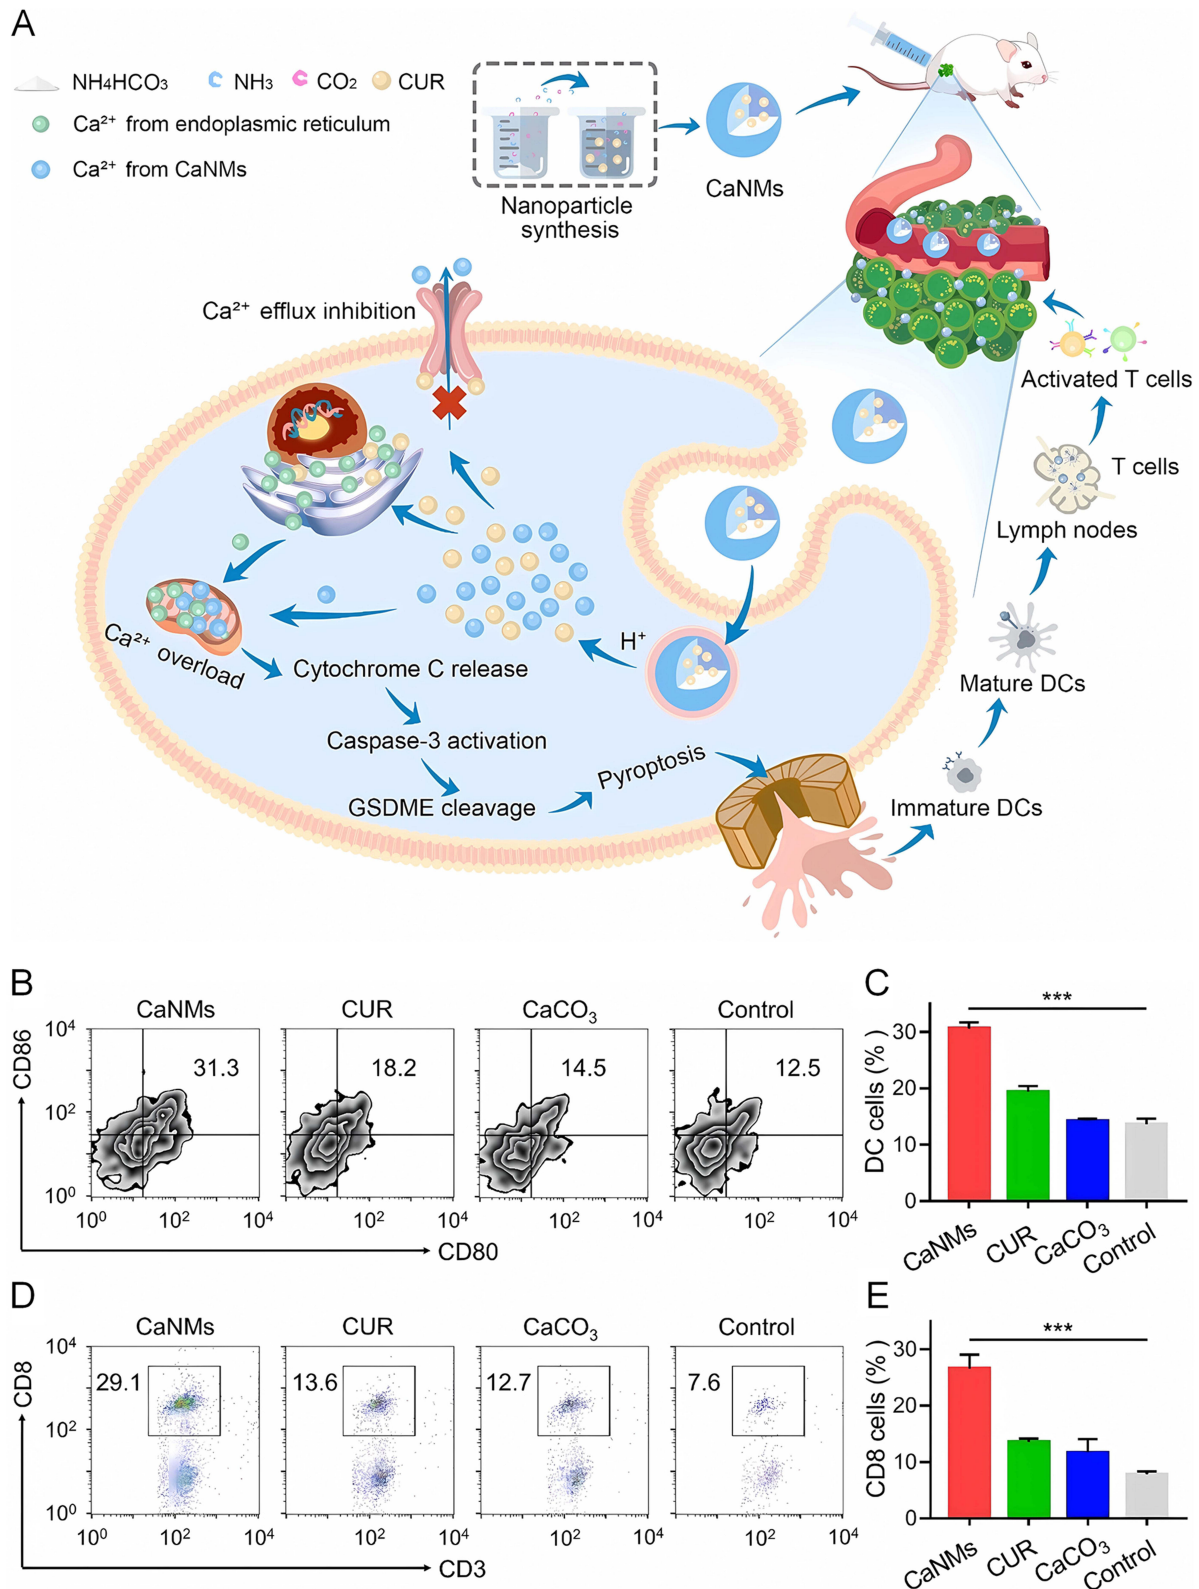 A
NH4HCO3 NH3 CO2 CUR
Ca²⁺ from endoplasmic reticulum
Ca²⁺ from CaNMs
Nanoparticle
synthesis
CaNMs
Ca²⁺ efflux inhibition
Activated T cells
T cells
Lymph nodes
Mature DCs
Immature DCs
H⁺
Ca²⁺ overload
Cytochrome C release
Caspase-3 activation
GSDME cleavage
Pyroptosis
B
CaNMs CUR CaCO₃ Control
CD86
10⁴
10²
10⁰
31.3 18.2 14.5 12.5
10⁰ 10² 10⁴ 10² 10⁴ 10² 10⁴ 10² 10⁴
CD80
C
***
DC cells (%)
30
20
10
0
CaNMs CUR CaCO₃ Control
D
CaNMs CUR CaCO₃ Control
CD8
10⁴
10²
10⁰
29.1 13.6 12.7 7.6
10⁰ 10² 10⁴ 10² 10⁴ 10² 10⁴ 10² 10⁴
CD3
E
***
CD8 cells (%)
30
20
10
0
CaNMs CUR CaCO₃ Control